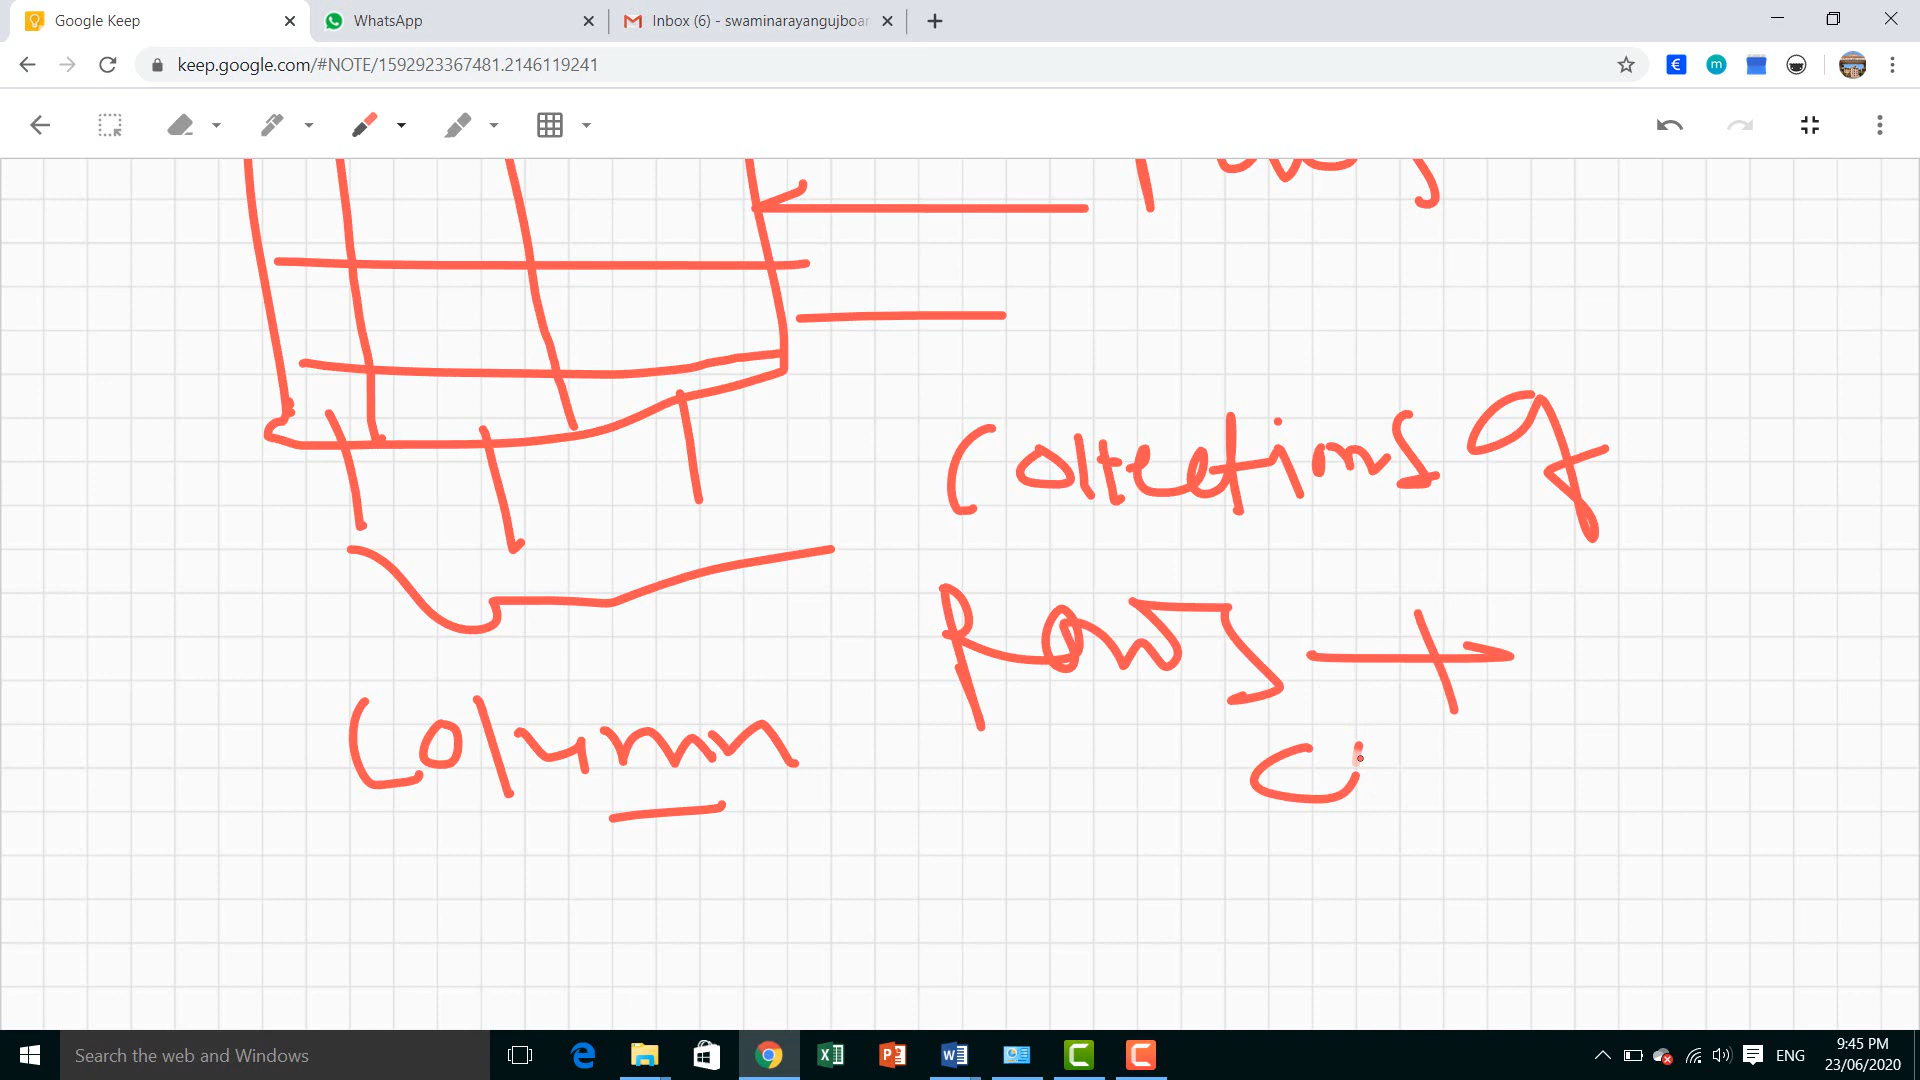 Google Keep
WhatsApp
Inbox (6) - swaminarayangujboar
keep.google.com/#NOTE/1592923367481.2146119241
Collections of
Rows +
C
Column
Search the web and Windows
ENG
9:45 PM
23/06/2020